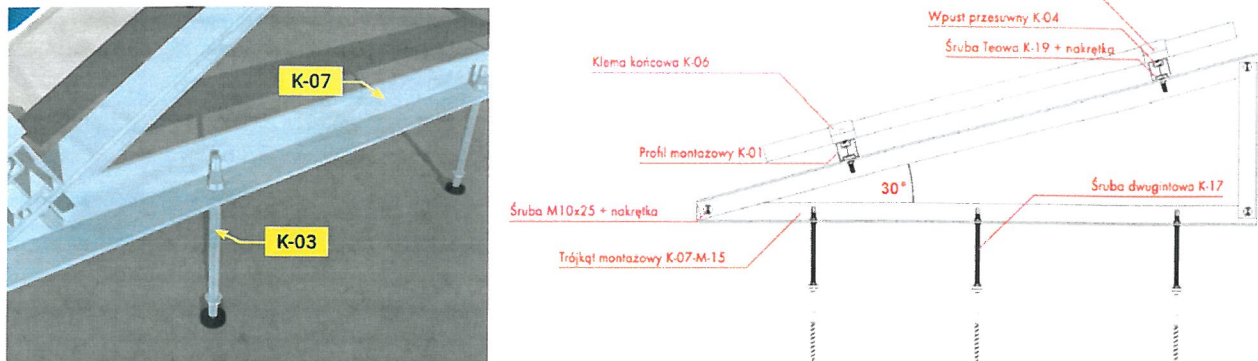 K-07
K-03
Wpust przesuwny K-04
Śruba Teowa K-19 + nakrętka
Klema końcowa K-06
Profil montażowy K-01
30°
Śruba dwugintowa K-17
Śruba M10x25 + nakrętka
Trójkąt montażowy K-07-M-15